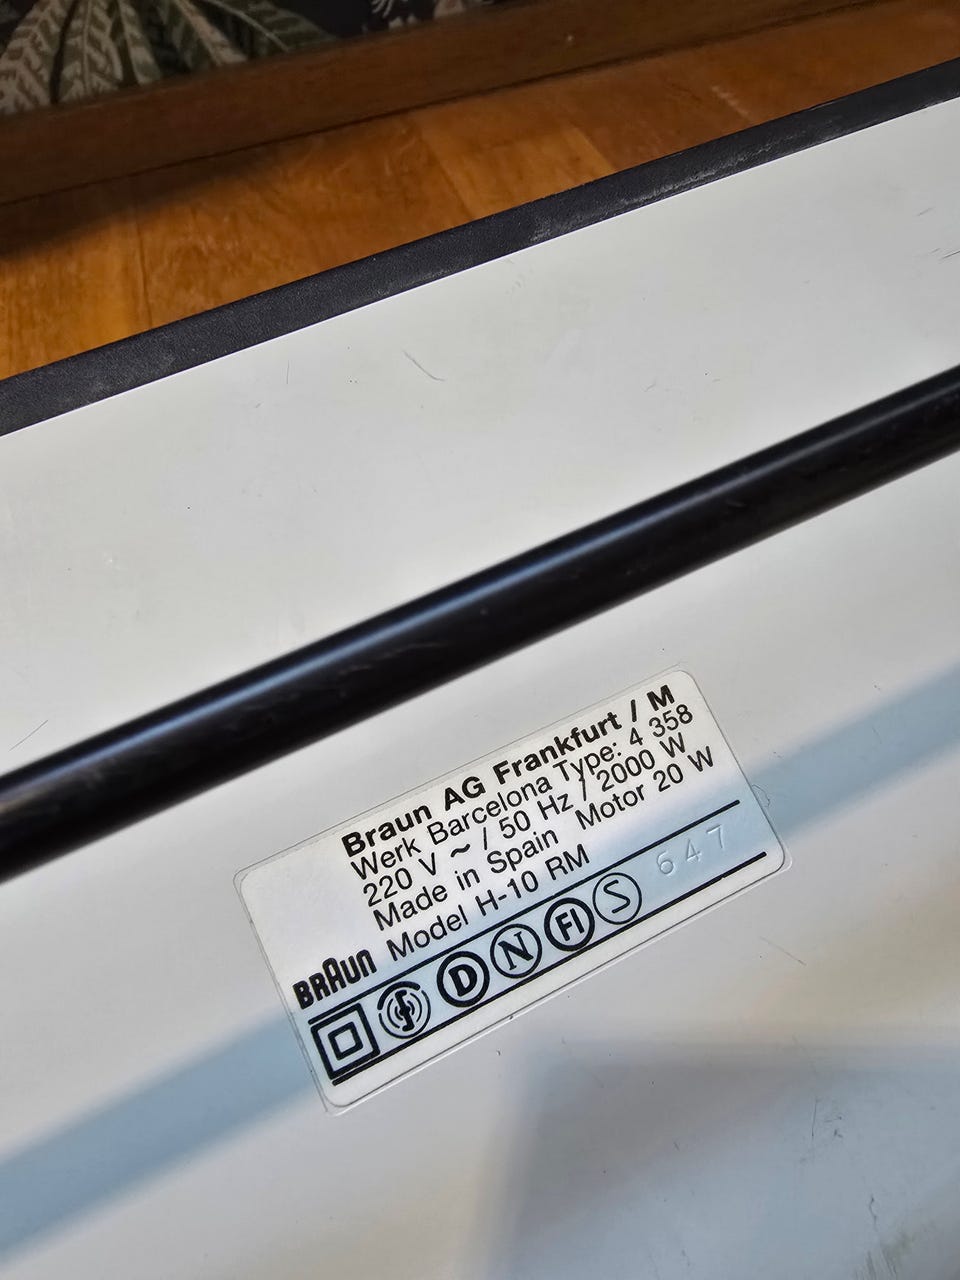 Braun AG Frankfurt / M
Werk Barcelona Type: 4 358
220 V ~ / 50 Hz / 2000 W
Made in Spain Motor 20 W
BRAUN Model H-10 RM
D N FI S 647